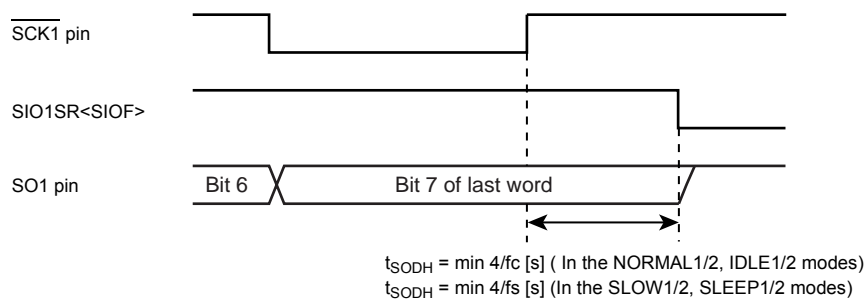 SCK1 pin
SIO1SR<SIOF>
SO1 pin Bit 6 Bit 7 of last word
tSODH = min 4/fc [s] ( In the NORMAL1/2, IDLE1/2 modes)
tSODH = min 4/fs [s] (In the SLOW1/2, SLEEP1/2 modes)